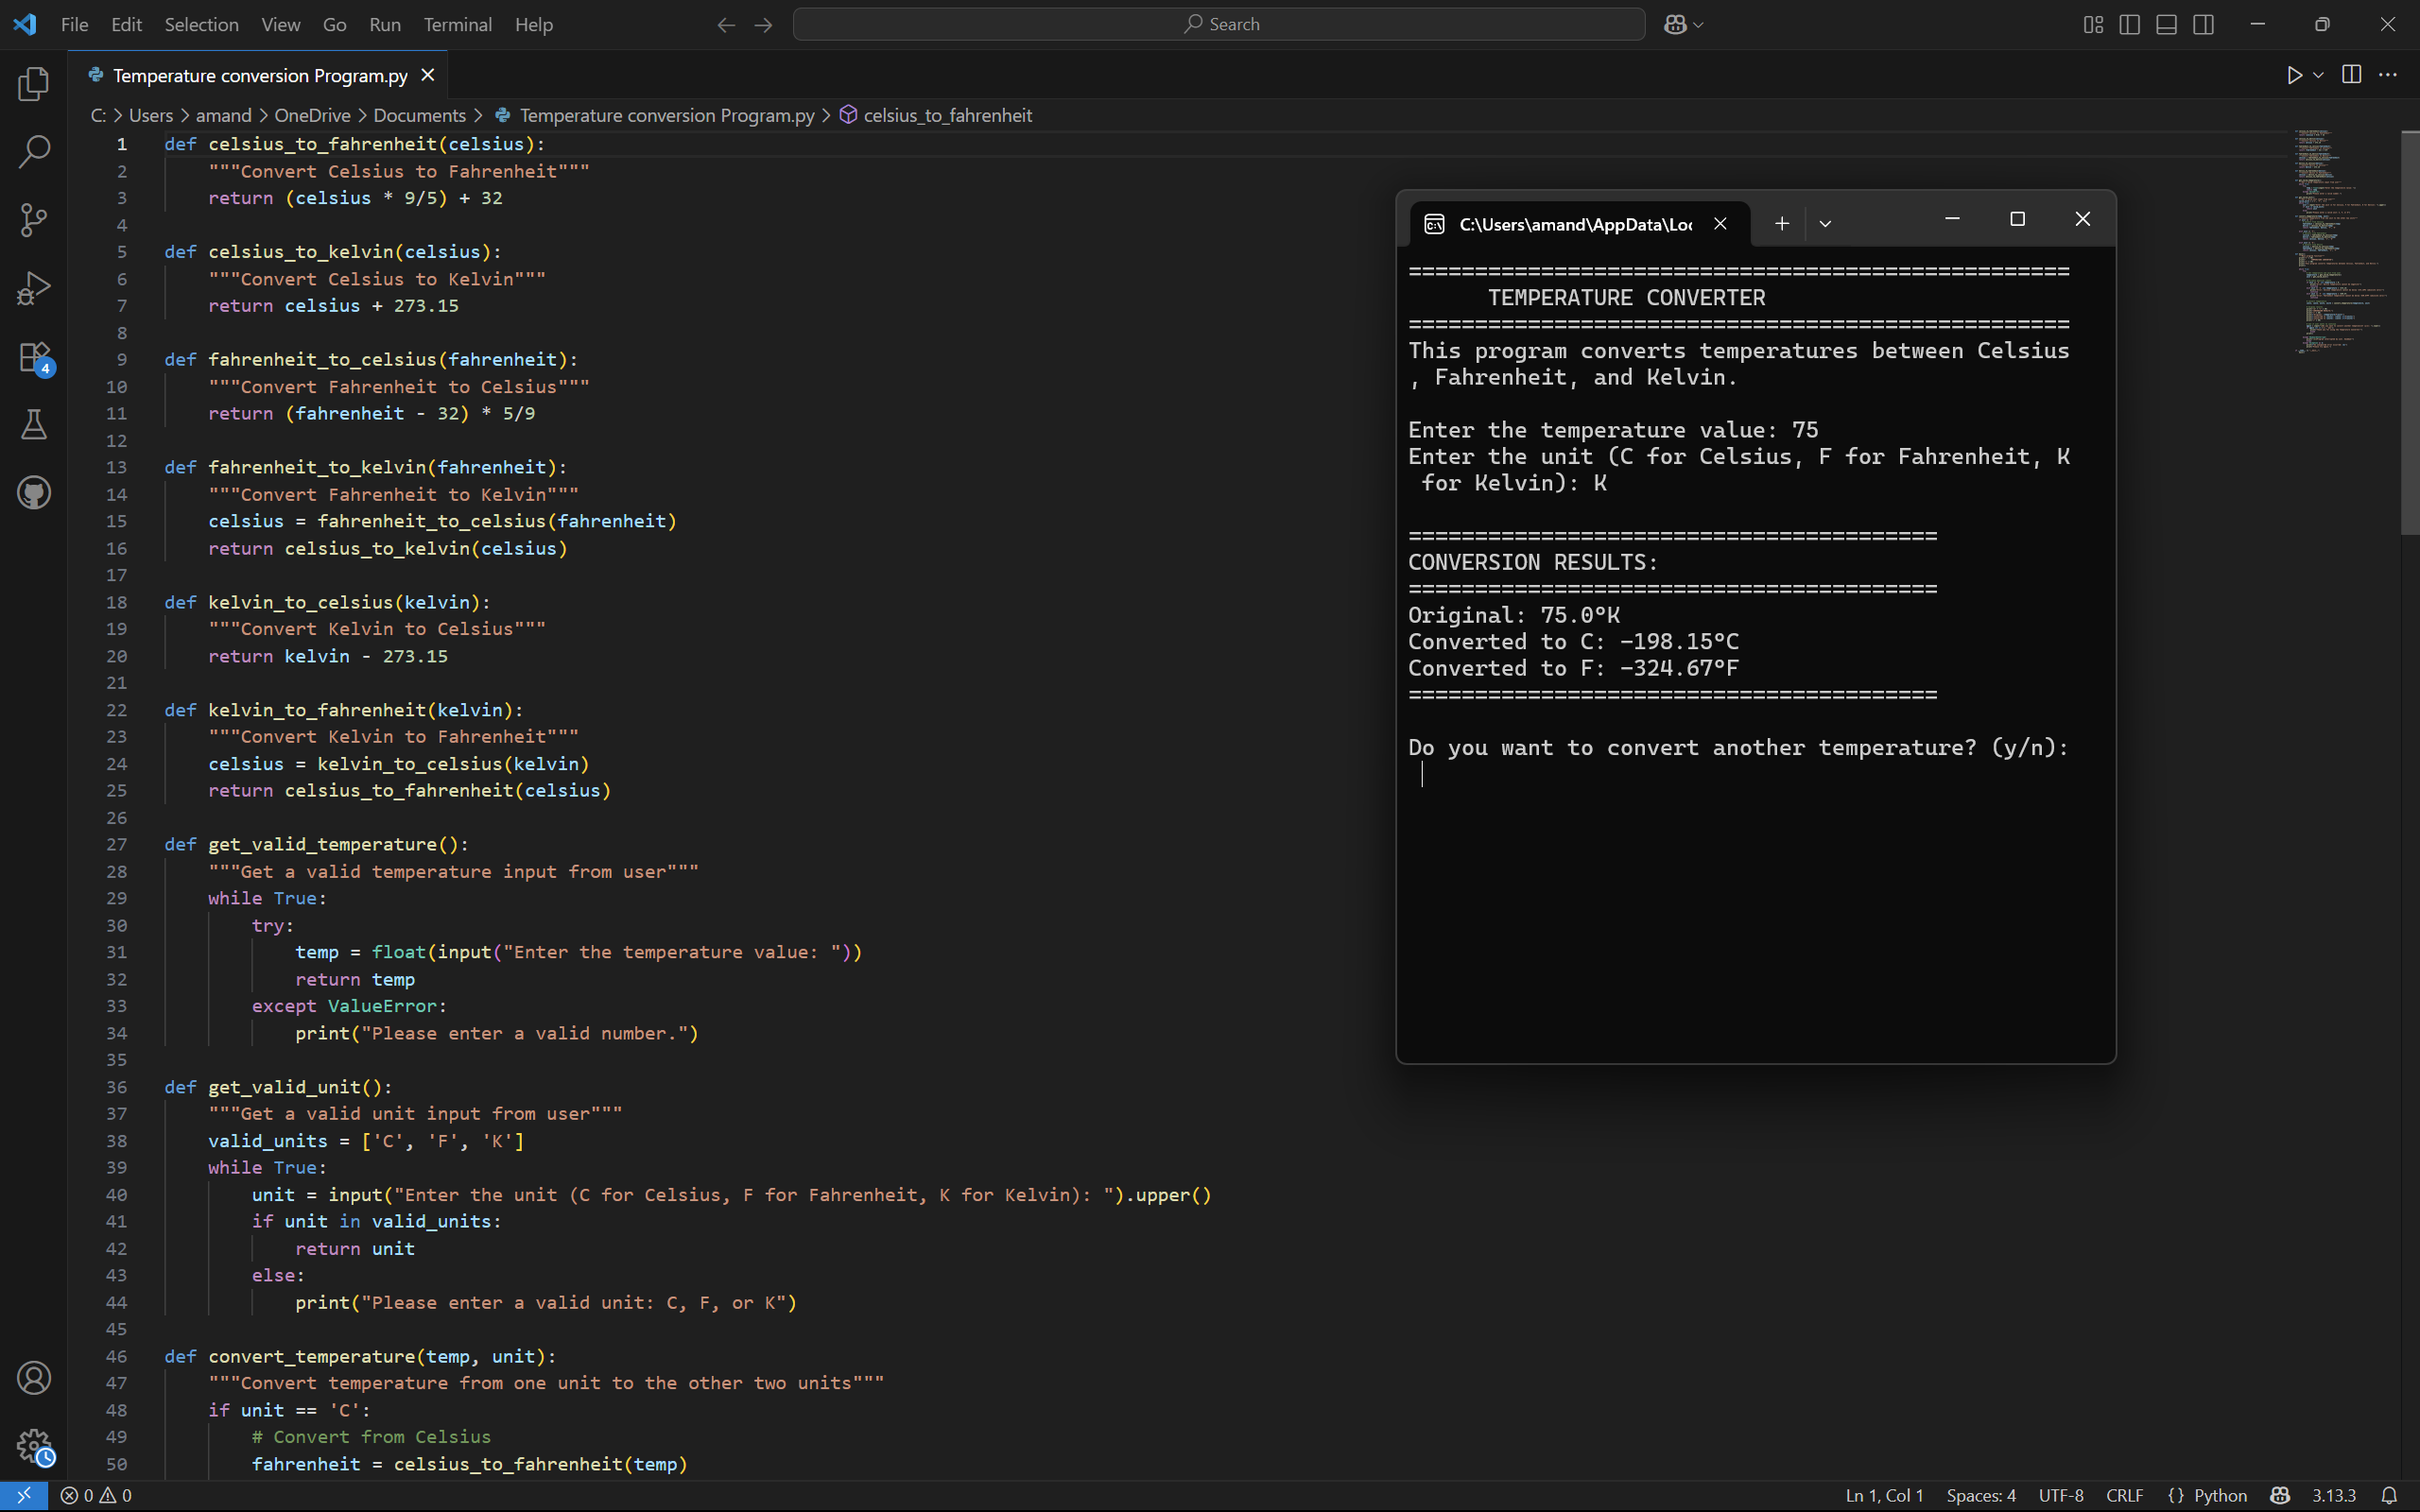 File Edit Selection View Go Run Terminal Help
Search
Temperature conversion Program.py
C: > Users > amand > OneDrive > Documents > Temperature conversion Program.py > celsius_to_fahrenheit
1 def celsius_to_fahrenheit(celsius):
2     """Convert Celsius to Fahrenheit"""
3     return (celsius * 9/5) + 32
4
5 def celsius_to_kelvin(celsius):
6     """Convert Celsius to Kelvin"""
7     return celsius + 273.15
8
9 def fahrenheit_to_celsius(fahrenheit):
10     """Convert Fahrenheit to Celsius"""
11     return (fahrenheit - 32) * 5/9
12
13 def fahrenheit_to_kelvin(fahrenheit):
14     """Convert Fahrenheit to Kelvin"""
15     celsius = fahrenheit_to_celsius(fahrenheit)
16     return celsius_to_kelvin(celsius)
17
18 def kelvin_to_celsius(kelvin):
19     """Convert Kelvin to Celsius"""
20     return kelvin - 273.15
21
22 def kelvin_to_fahrenheit(kelvin):
23     """Convert Kelvin to Fahrenheit"""
24     celsius = kelvin_to_celsius(kelvin)
25     return celsius_to_fahrenheit(celsius)
26
27 def get_valid_temperature():
28     """Get a valid temperature input from user"""
29     while True:
30         try:
31             temp = float(input("Enter the temperature value: "))
32             return temp
33         except ValueError:
34             print("Please enter a valid number.")
35
36 def get_valid_unit():
37     """Get a valid unit input from user"""
38     valid_units = ['C', 'F', 'K']
39     while True:
40         unit = input("Enter the unit (C for Celsius, F for Fahrenheit, K for Kelvin): ").upper()
41         if unit in valid_units:
42             return unit
43         else:
44             print("Please enter a valid unit: C, F, or K")
45
46 def convert_temperature(temp, unit):
47     """Convert temperature from one unit to the other two units"""
48     if unit == 'C':
49         # Convert from Celsius
50         fahrenheit = celsius_to_fahrenheit(temp)
C:\Users\amand\AppData\Loc
==================================================
      TEMPERATURE CONVERTER
==================================================
This program converts temperatures between Celsius
, Fahrenheit, and Kelvin.
Enter the temperature value: 75
Enter the unit (C for Celsius, F for Fahrenheit, K
 for Kelvin): K
========================================
CONVERSION RESULTS:
========================================
Original: 75.0°K
Converted to C: -198.15°C
Converted to F: -324.67°F
========================================
Do you want to convert another temperature? (y/n):
4
0 0
Ln 1, Col 1 Spaces: 4 UTF-8 CRLF {} Python 3.13.3